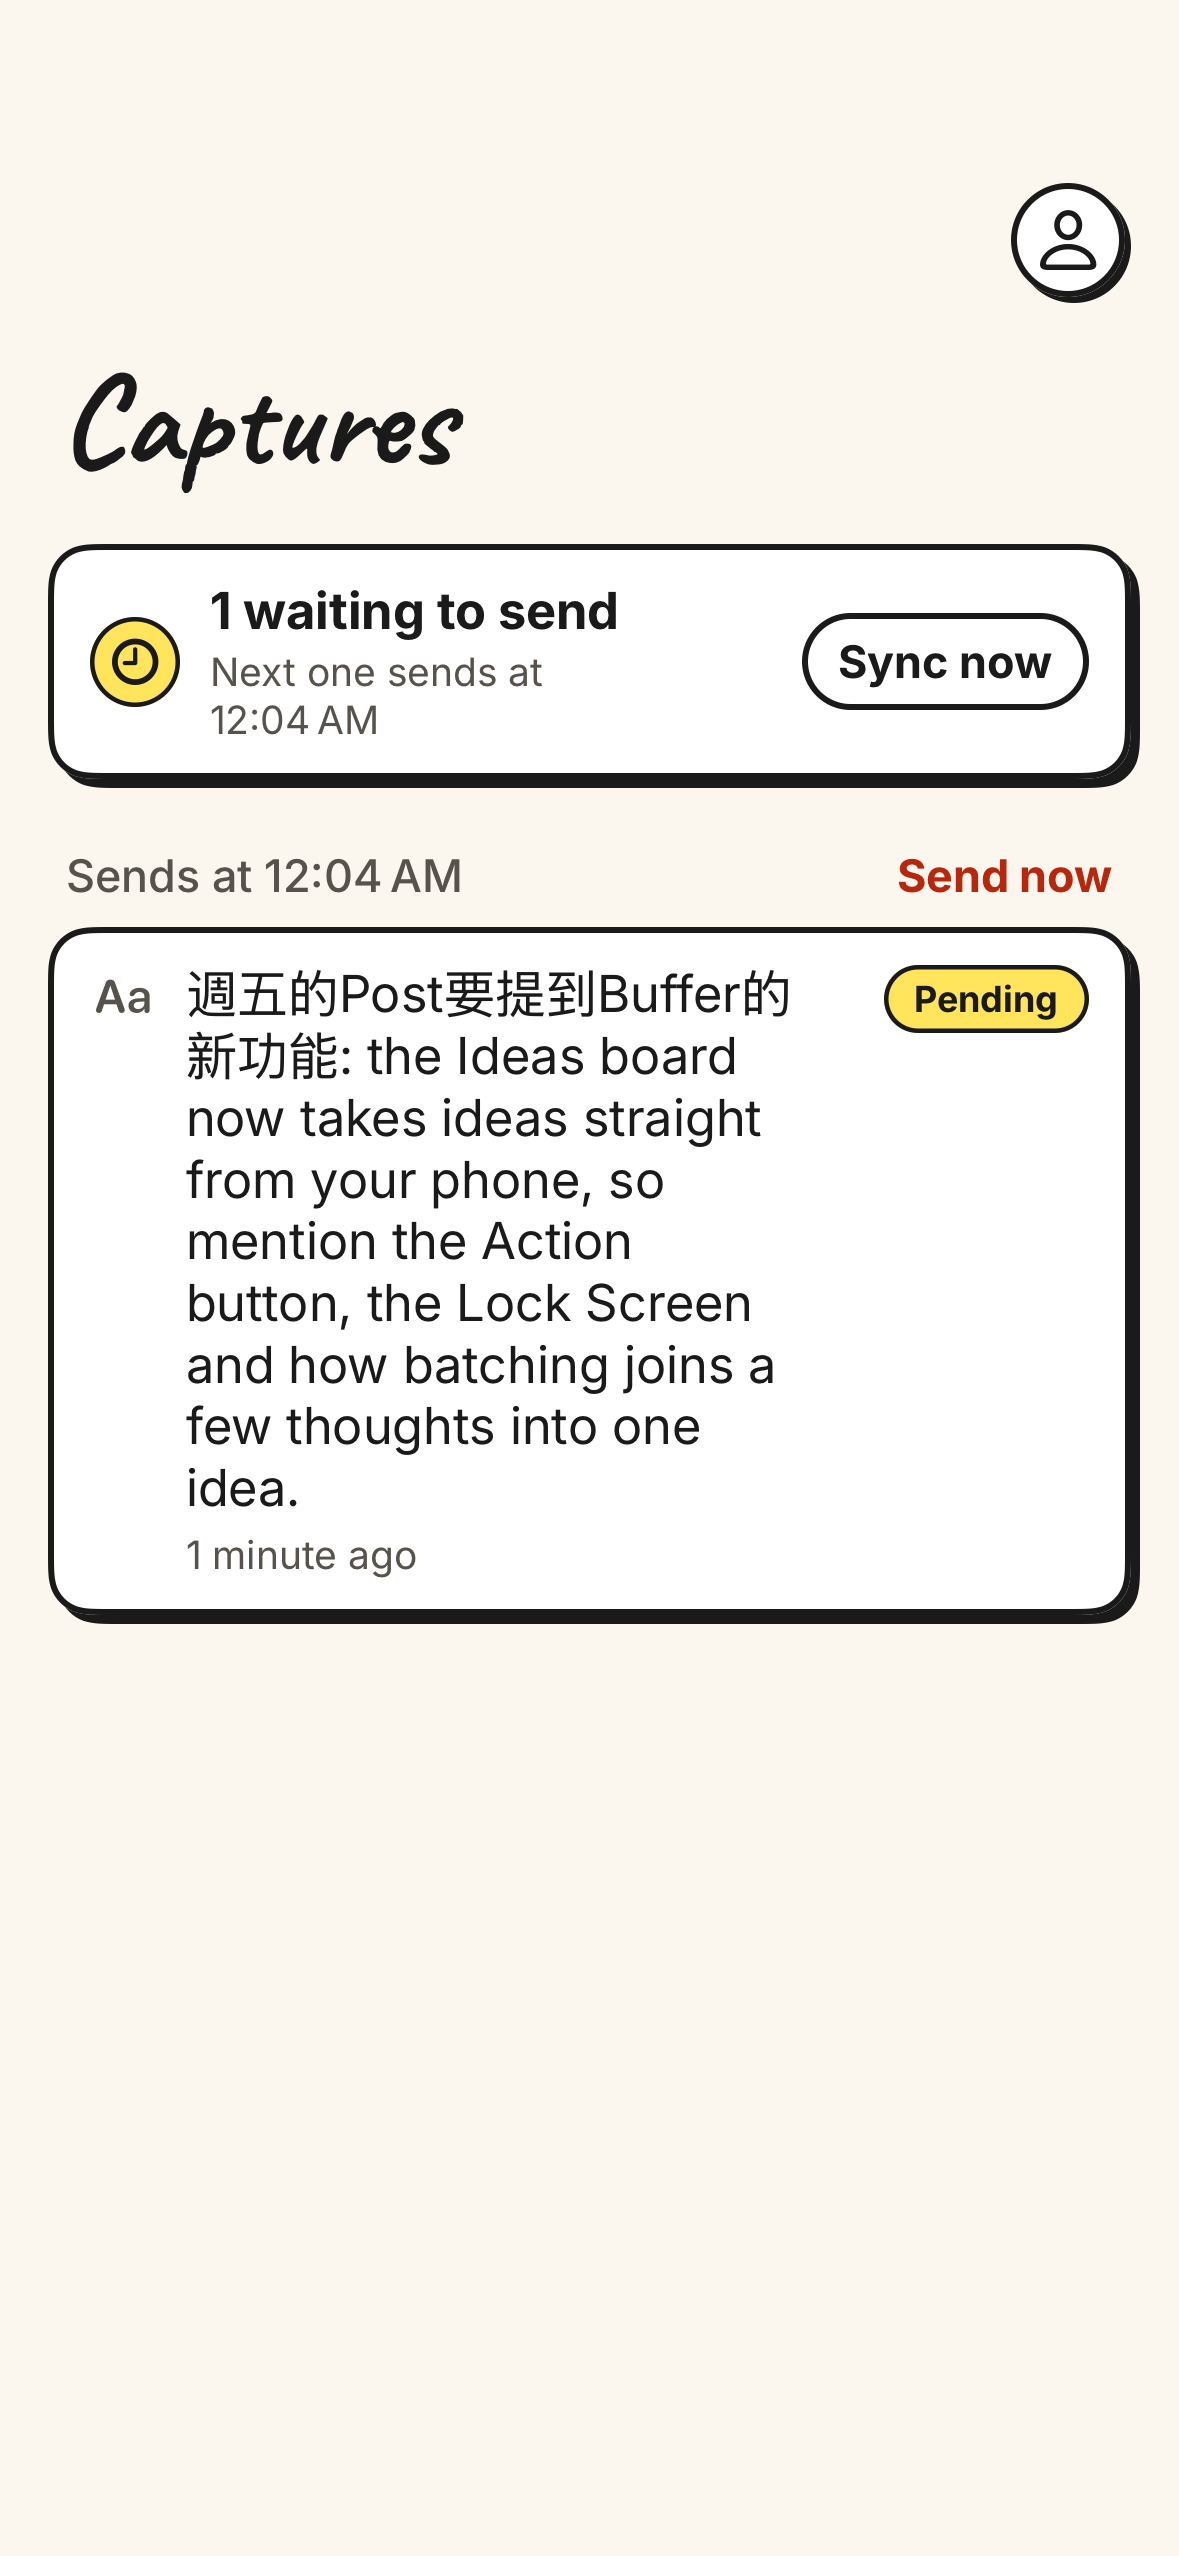 Captures
1 waiting to send
Next one sends at
12:04 AM
Sync now
Sends at 12:04 AM
Send now
Aa
週五的Post要提到Buffer的
新功能: the Ideas board
now takes ideas straight
from your phone, so
mention the Action
button, the Lock Screen
and how batching joins a
few thoughts into one
idea.
1 minute ago
Pending